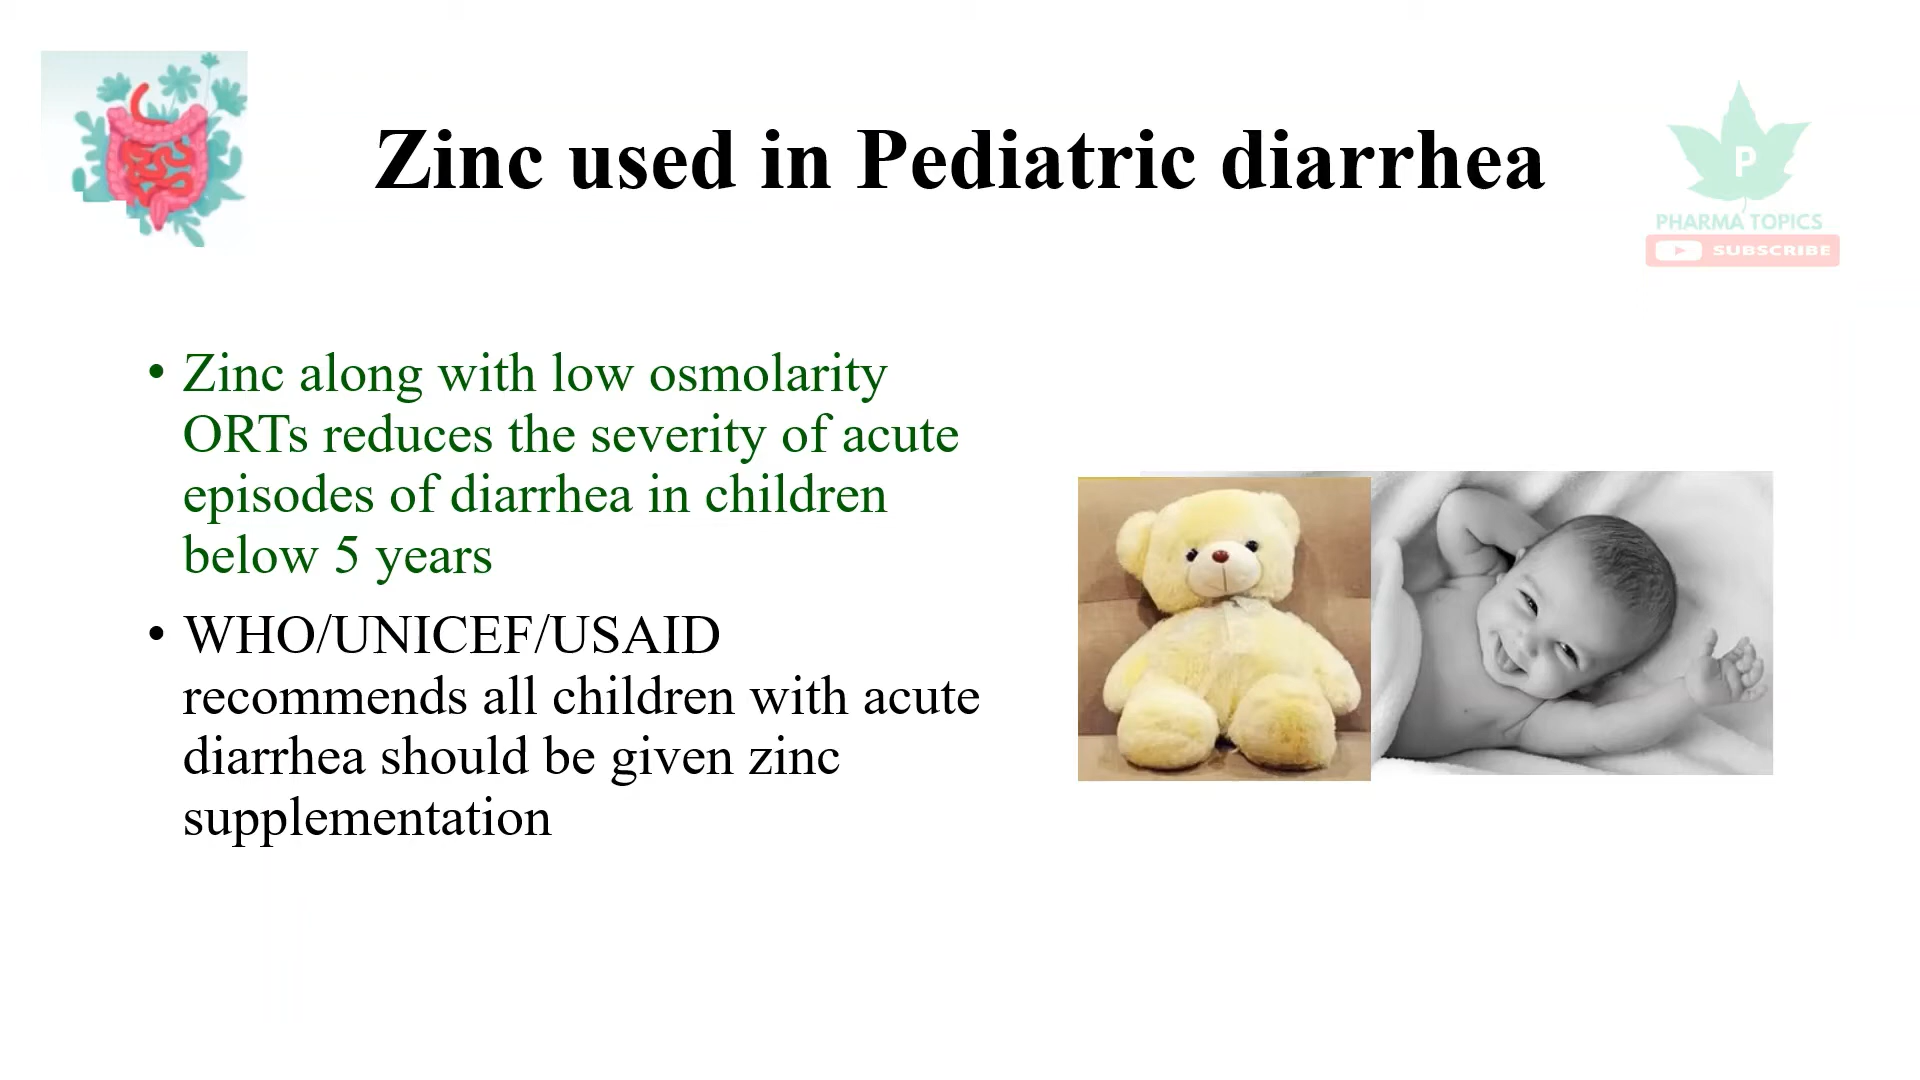 Zinc used in Pediatric diarrhea
P
PHARMA TOPICS
SUBSCRIBE
• Zinc along with low osmolarity
ORTs reduces the severity of acute
episodes of diarrhea in children
below 5 years
• WHO/UNICEF/USAID
recommends all children with acute
diarrhea should be given zinc
supplementation